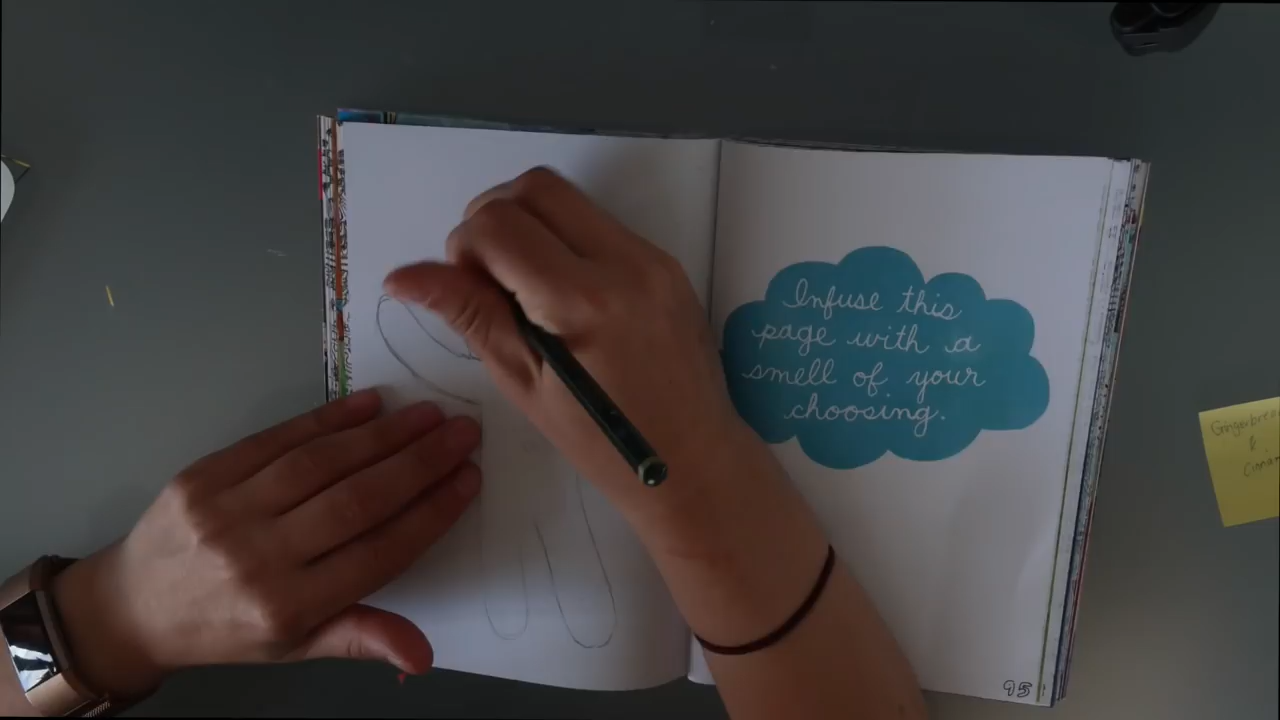 Infuse this
page with a
smell of your
choosing.
95
&